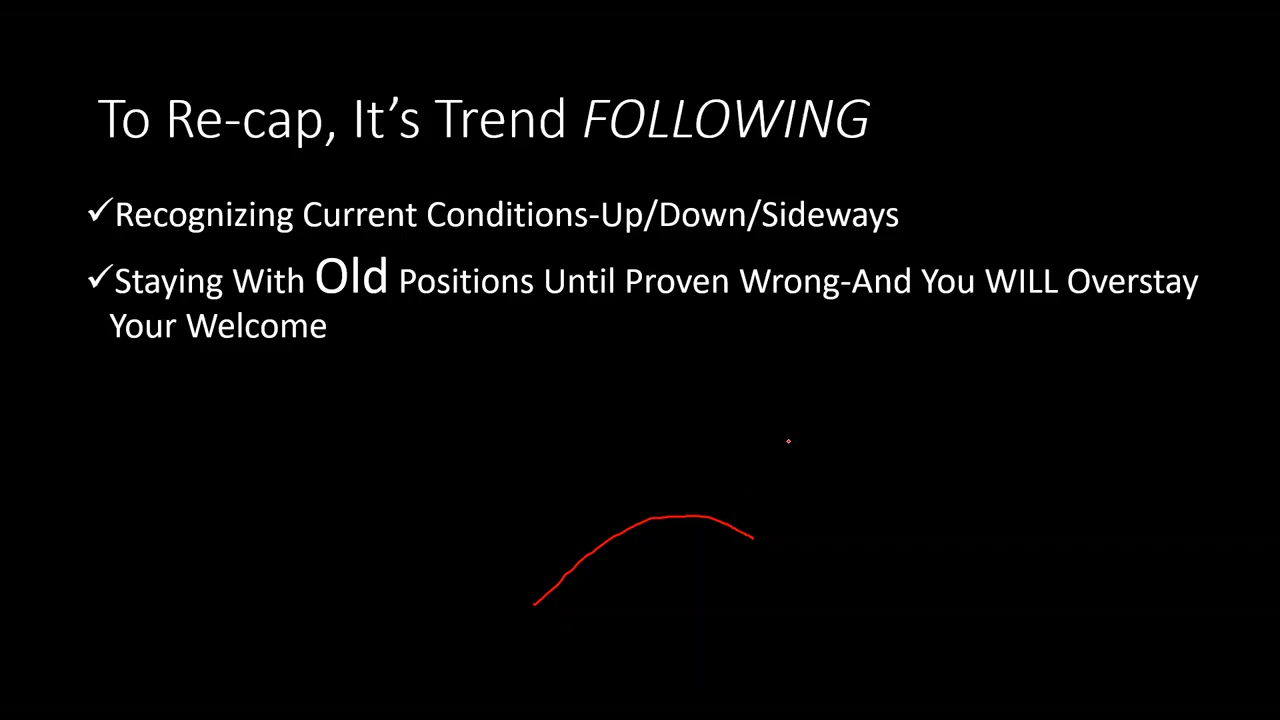 To Re-cap, It's Trend FOLLOWING
✓Recognizing Current Conditions-Up/Down/Sideways
✓Staying With Old Positions Until Proven Wrong-And You WILL Overstay
Your Welcome